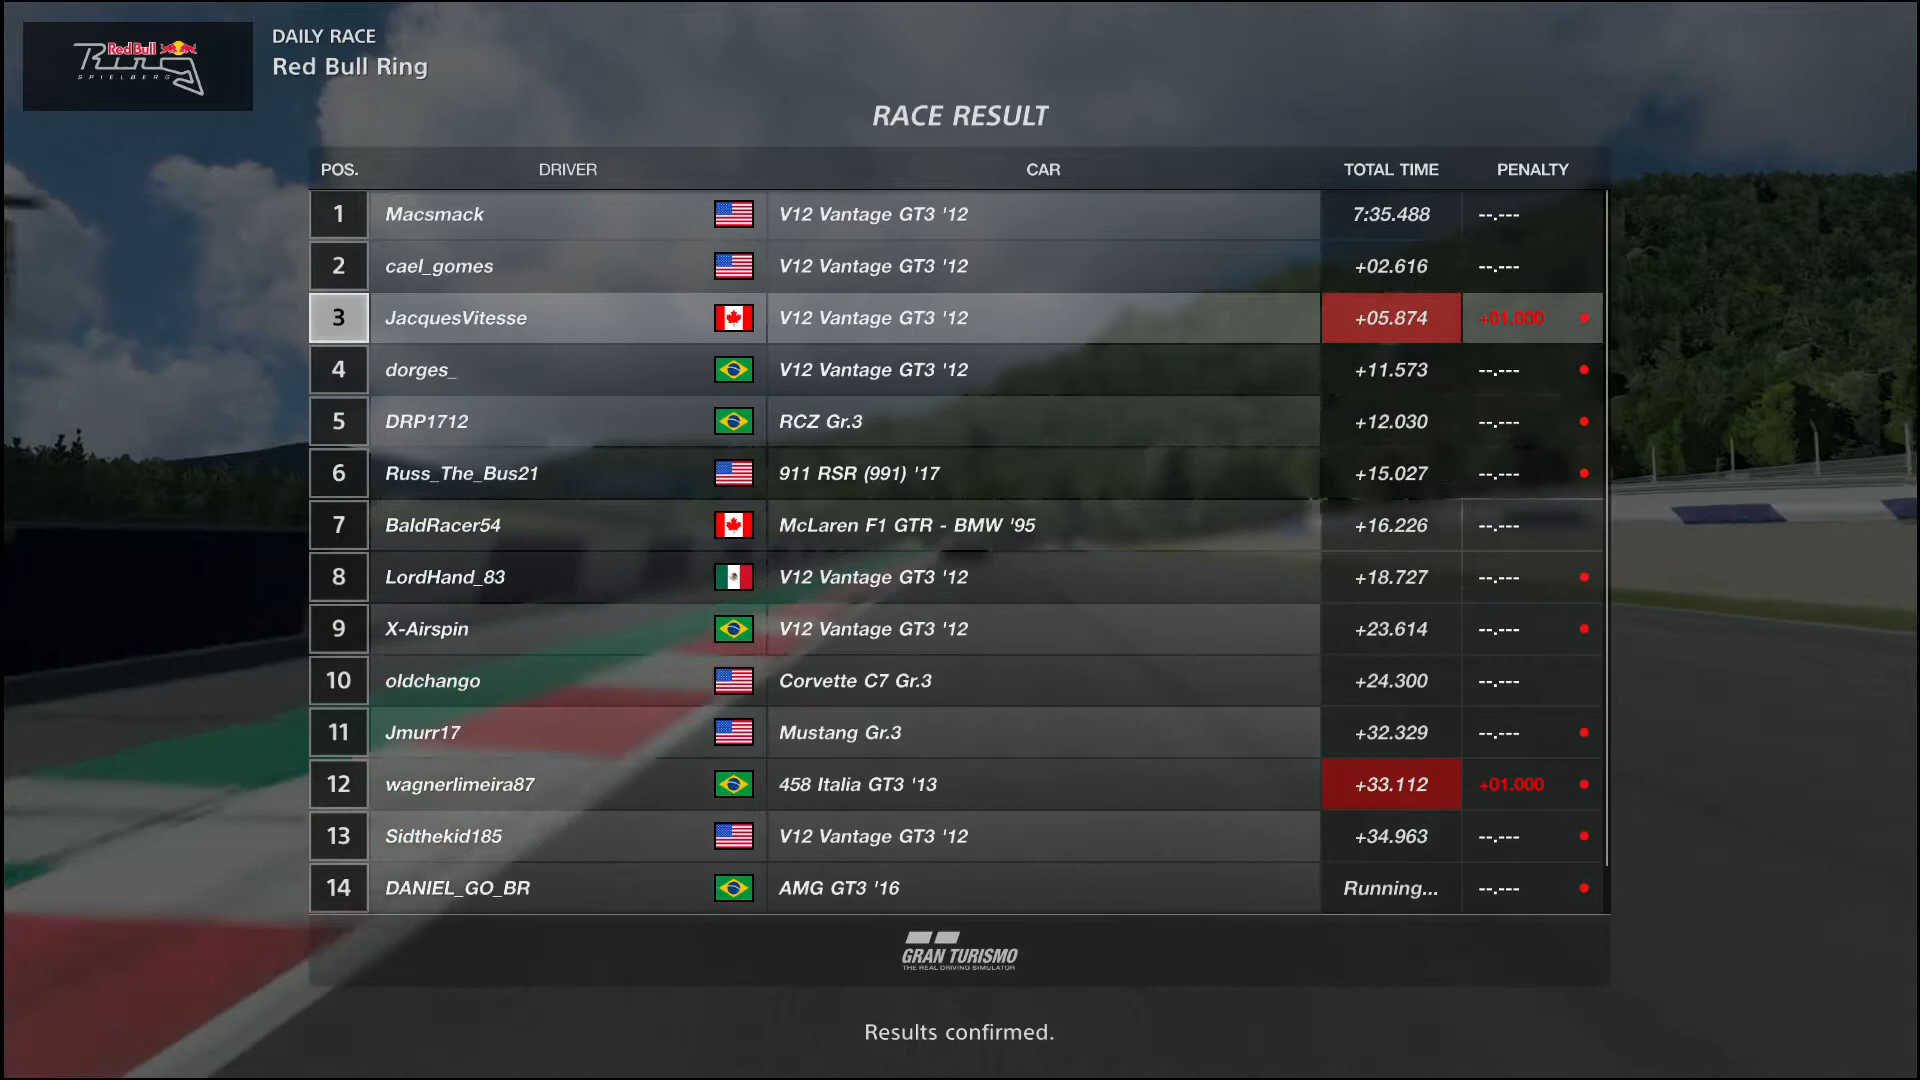 Red Bull
Ring
SPIELBERG
DAILY RACE
Red Bull Ring
RACE RESULT
POS. DRIVER CAR TOTAL TIME PENALTY
1 Macsmack V12 Vantage GT3 '12 7:35.488 --.---
2 cael_gomes V12 Vantage GT3 '12 +02.616 --.---
3 JacquesVitesse V12 Vantage GT3 '12 +05.874 +01.000
4 dorges_ V12 Vantage GT3 '12 +11.573 --.---
5 DRP1712 RCZ Gr.3 +12.030 --.---
6 Russ_The_Bus21 911 RSR (991) '17 +15.027 --.---
7 BaldRacer54 McLaren F1 GTR - BMW '95 +16.226 --.---
8 LordHand_83 V12 Vantage GT3 '12 +18.727 --.---
9 X-Airspin V12 Vantage GT3 '12 +23.614 --.---
10 oldchango Corvette C7 Gr.3 +24.300 --.---
11 Jmurr17 Mustang Gr.3 +32.329 --.---
12 wagnerlimeira87 458 Italia GT3 '13 +33.112 +01.000
13 Sidthekid185 V12 Vantage GT3 '12 +34.963 --.---
14 DANIEL_GO_BR AMG GT3 '16 Running... --.---
GRAN TURISMO
THE REAL DRIVING SIMULATOR
Results confirmed.